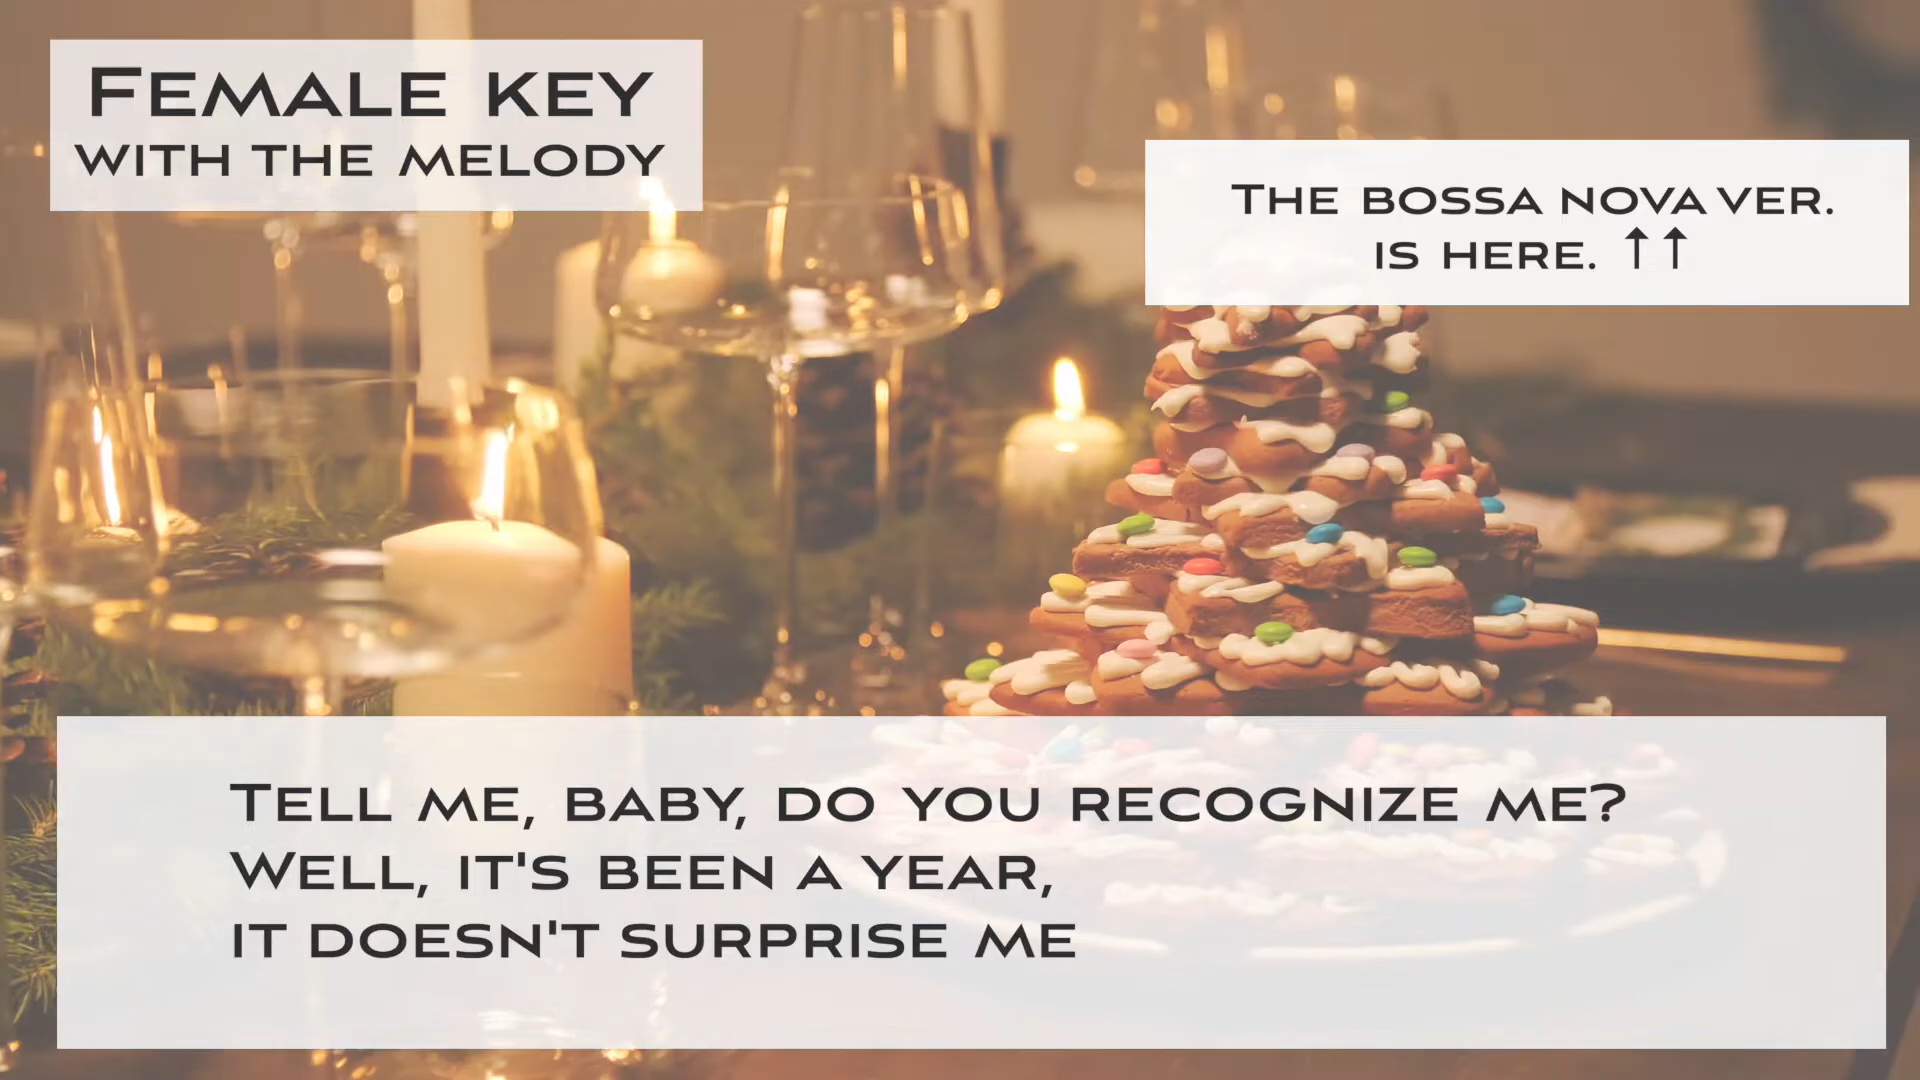 FEMALE KEY
WITH THE MELODY
THE BOSSA NOVA VER.
IS HERE. ↑↑
TELL ME, BABY, DO YOU RECOGNIZE ME?
WELL, IT'S BEEN A YEAR,
IT DOESN'T SURPRISE ME